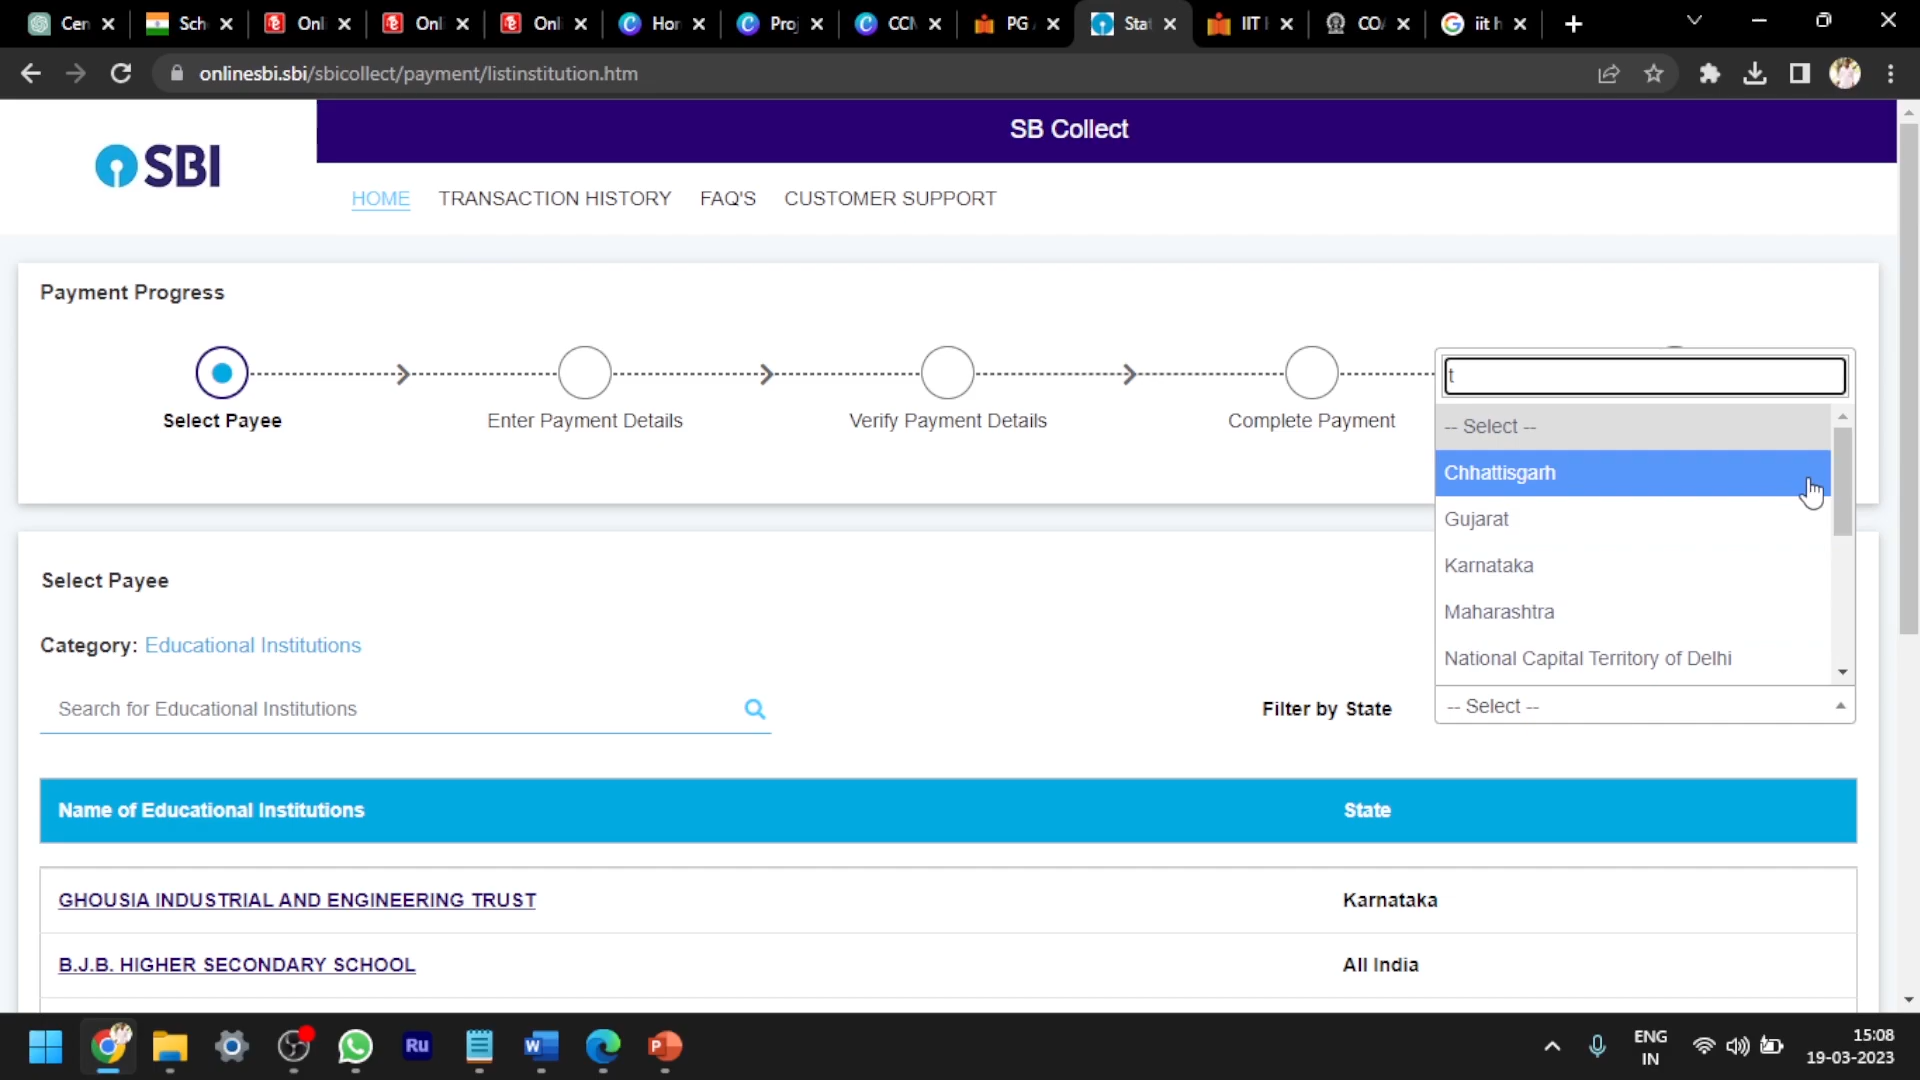 Cen
Sch
Onli
Onli
Onli
Hor
Proj
CCM
PG
Stat
IIT
CO
iit h
onlinesbi.sbi/sbicollect/payment/listinstitution.htm
SBI
SB Collect
HOME TRANSACTION HISTORY FAQ'S CUSTOMER SUPPORT
Payment Progress
Select Payee
Enter Payment Details
Verify Payment Details
Complete Payment
t
-- Select --
Chhattisgarh
Gujarat
Karnataka
Maharashtra
National Capital Territory of Delhi
Select Payee
Category: Educational Institutions
Search for Educational Institutions
Filter by State
-- Select --
Name of Educational Institutions State
GHOUSIA INDUSTRIAL AND ENGINEERING TRUST Karnataka
B.J.B. HIGHER SECONDARY SCHOOL All India
Ru
ENG
IN
15:08
19-03-2023